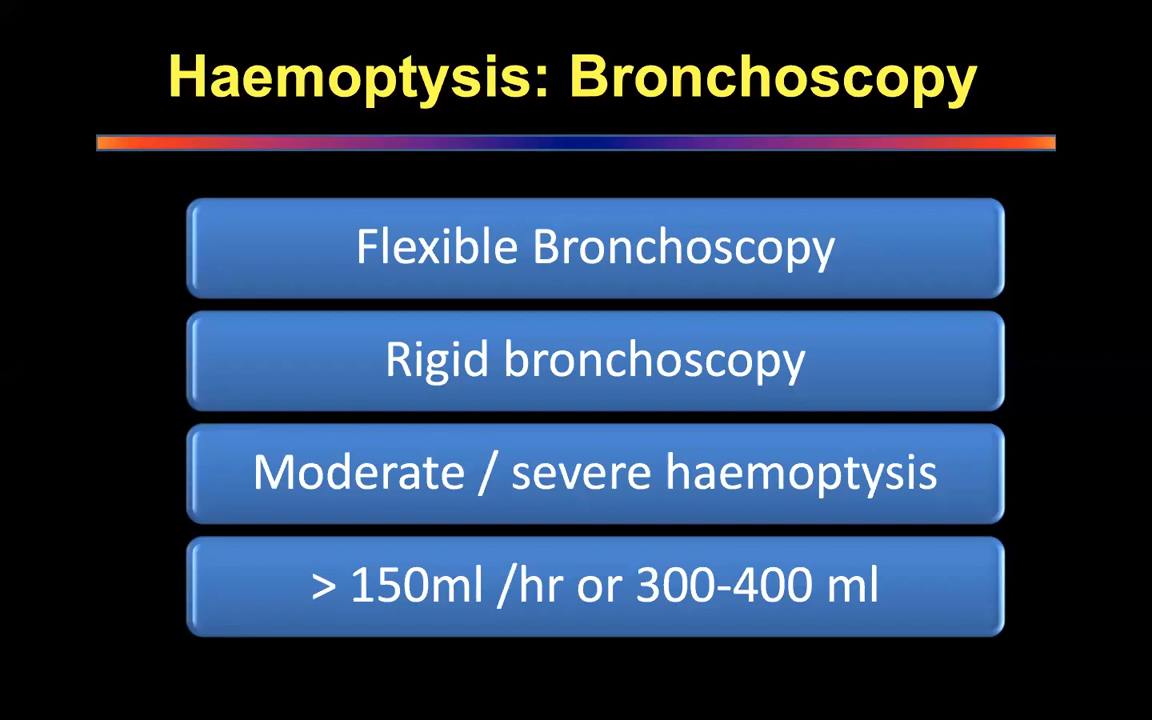 Haemoptysis: Bronchoscopy
Flexible Bronchoscopy
Rigid bronchoscopy
Moderate / severe haemoptysis
> 150ml /hr or 300-400 ml